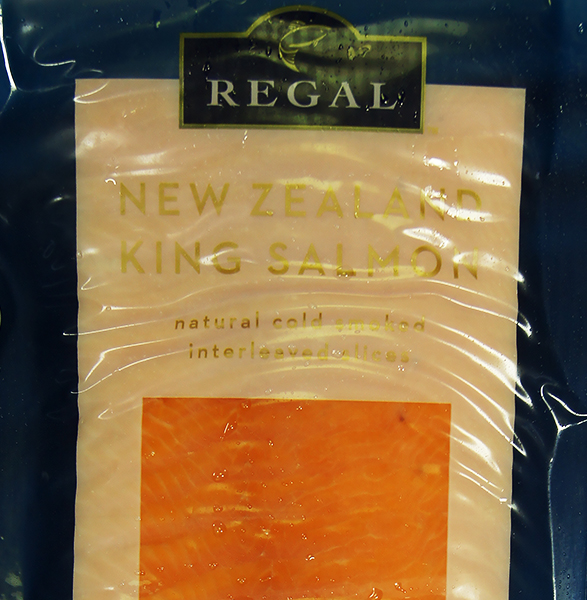 REGAL
NEW ZEALAND
KING SALMON
natural cold smoked
interleaved slices